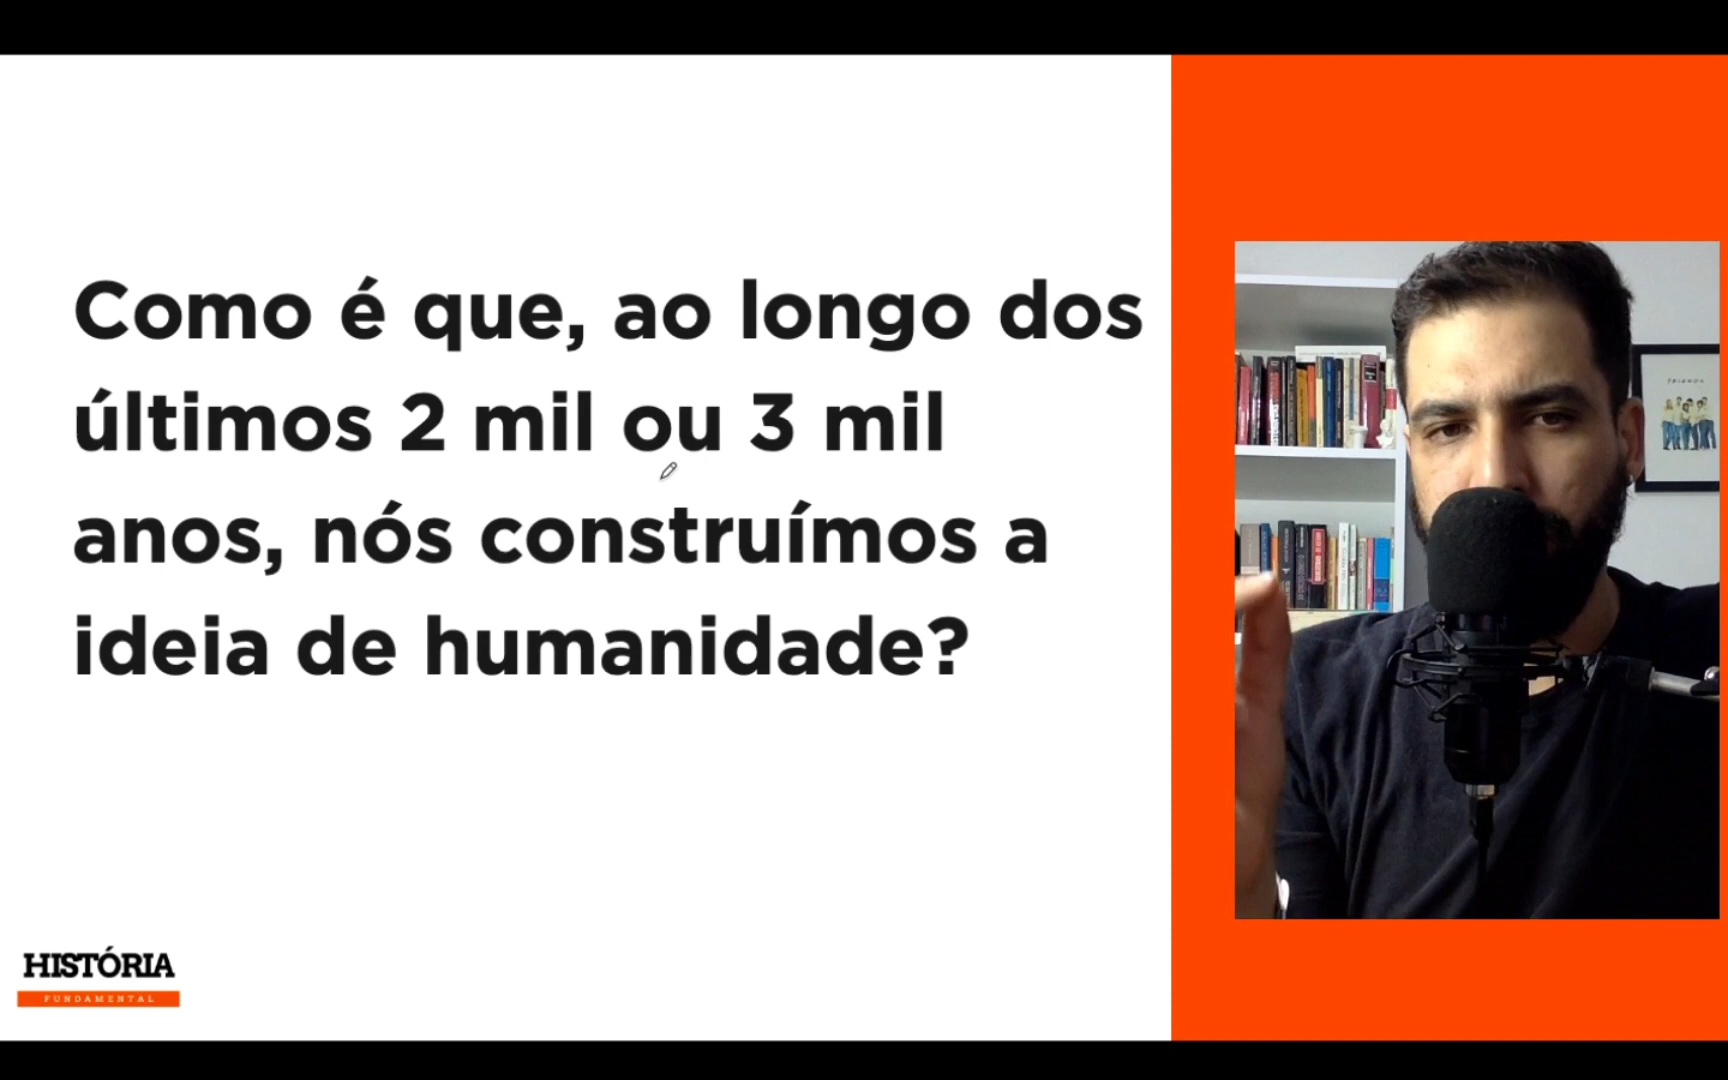 Como é que, ao longo dos
últimos 2 mil ou 3 mil
anos, nós construímos a
ideia de humanidade?
HISTÓRIA
FUNDAMENTAL
FRIENDS